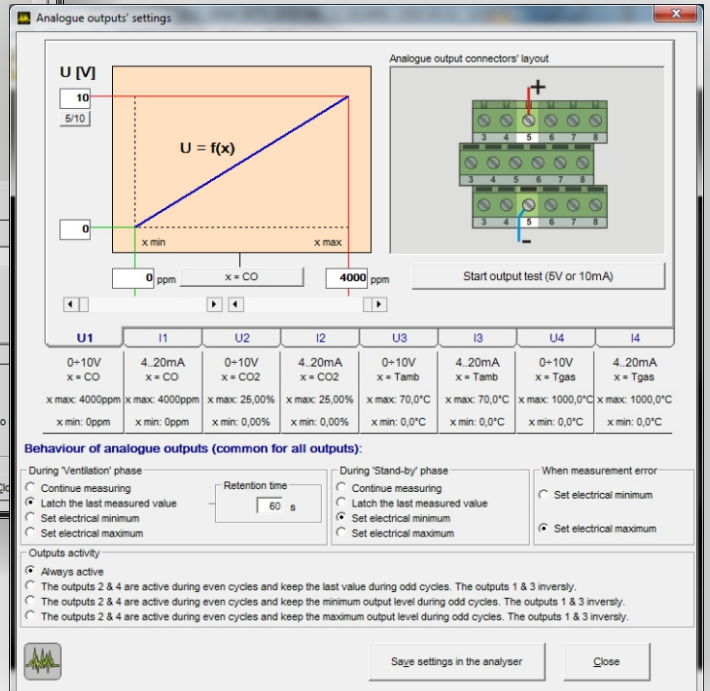 Analogue outputs' settings
U [V]
10
5/10
U = f(x)
0
x min
x max
0 ppm
x = CO
4000 ppm
Analogue output connectors' layout
+
3 4 5 6 7 8
3 4 5 6 7 8
3 4 5 6 7 8
-
Start output test (5V or 10mA)
U1 I1 U2 I2 U3 I3 U4 I4
0÷10V 4..20mA 0÷10V 4..20mA 0÷10V 4..20mA 0÷10V 4..20mA
x = CO x = CO x = CO2 x = CO2 x = Tamb x = Tamb x = Tgas x = Tgas
x max: 4000ppm x max: 4000ppm x max: 25,00% x max: 25,00% x max: 70,0°C x max: 70,0°C x max: 1000,0°C x max: 1000,0°C
x min: 0ppm x min: 0ppm x min: 0,00% x min: 0,00% x min: 0,0°C x min: 0,0°C x min: 0,0°C x min: 0,0°C
Behaviour of analogue outputs (common for all outputs):
During 'Ventilation' phase
Continue measuring
Latch the last measured value
Set electrical minimum
Set electrical maximum
Retention time
60 s
During 'Stand-by' phase
Continue measuring
Latch the last measured value
Set electrical minimum
Set electrical maximum
When measurement error
Set electrical minimum
Set electrical maximum
Outputs activity
Always active
The outputs 2 & 4 are active during even cycles and keep the last value during odd cycles. The outputs 1 & 3 inversly.
The outputs 2 & 4 are active during even cycles and keep the minimum output level during odd cycles. The outputs 1 & 3 inversly.
The outputs 2 & 4 are active during even cycles and keep the maximum output level during odd cycles. The outputs 1 & 3 inversly.
Save settings in the analyser
Close